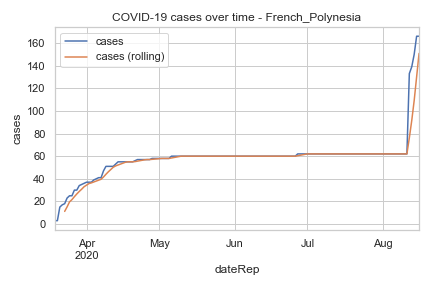 COVID-19 cases over time - French_Polynesia
cases
cases (rolling)
cases
160
140
120
100
80
60
40
20
0
Apr
2020
May
Jun
Jul
Aug
dateRep